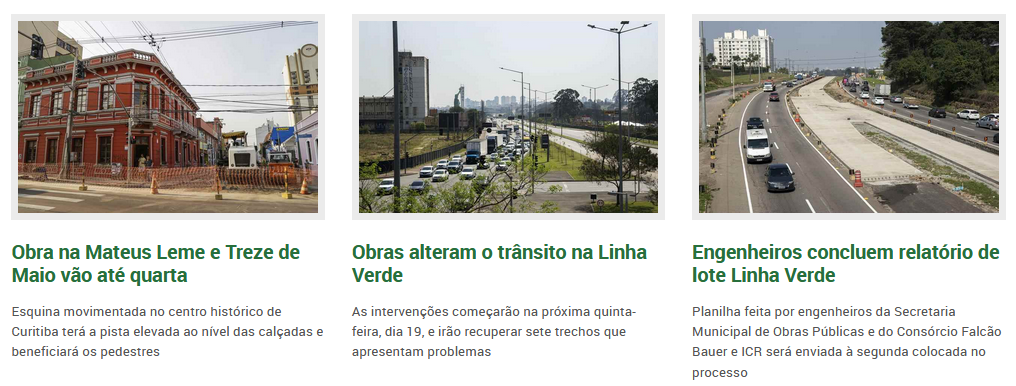 Obra na Mateus Leme e Treze de
Maio vão até quarta
Esquina movimentada no centro histórico de
Curitiba terá a pista elevada ao nível das calçadas e
beneficiará os pedestres
Obras alteram o trânsito na Linha
Verde
As intervenções começarão na próxima quinta-
feira, dia 19, e irão recuperar sete trechos que
apresentam problemas
Engenheiros concluem relatório de
lote Linha Verde
Planilha feita por engenheiros da Secretaria
Municipal de Obras Públicas e do Consórcio Falcão
Bauer e ICR será enviada à segunda colocada no
processo